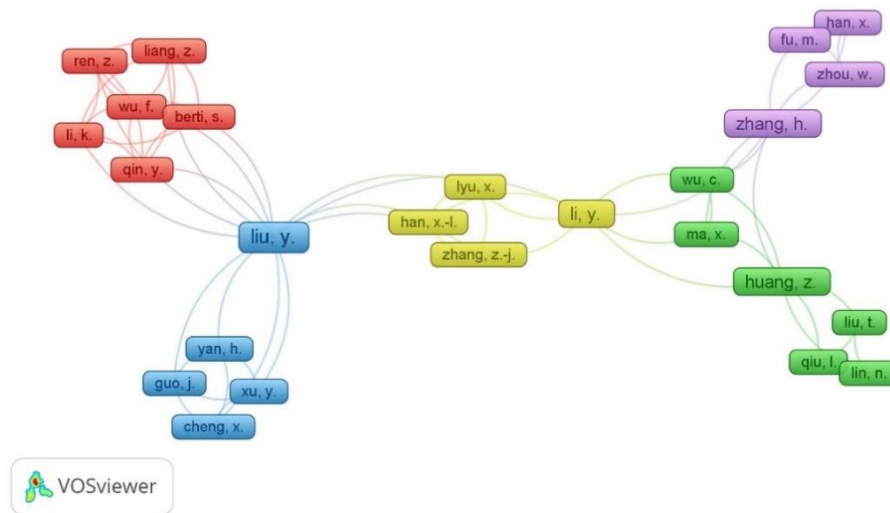 han, x.
fu, m.
liang, z.
ren, z.
zhou, w.
wu, f.
berti, s.
zhang, h.
li, k.
qin, y.
wu, c.
lyu, x.
li, y.
han, x.-l.
liu, y.
ma, x.
zhang, z.-j.
huang, z.
liu, t.
yan, h.
qiu, l.
lin, n.
guo, j.
xu, y.
cheng, x.
VOSviewer